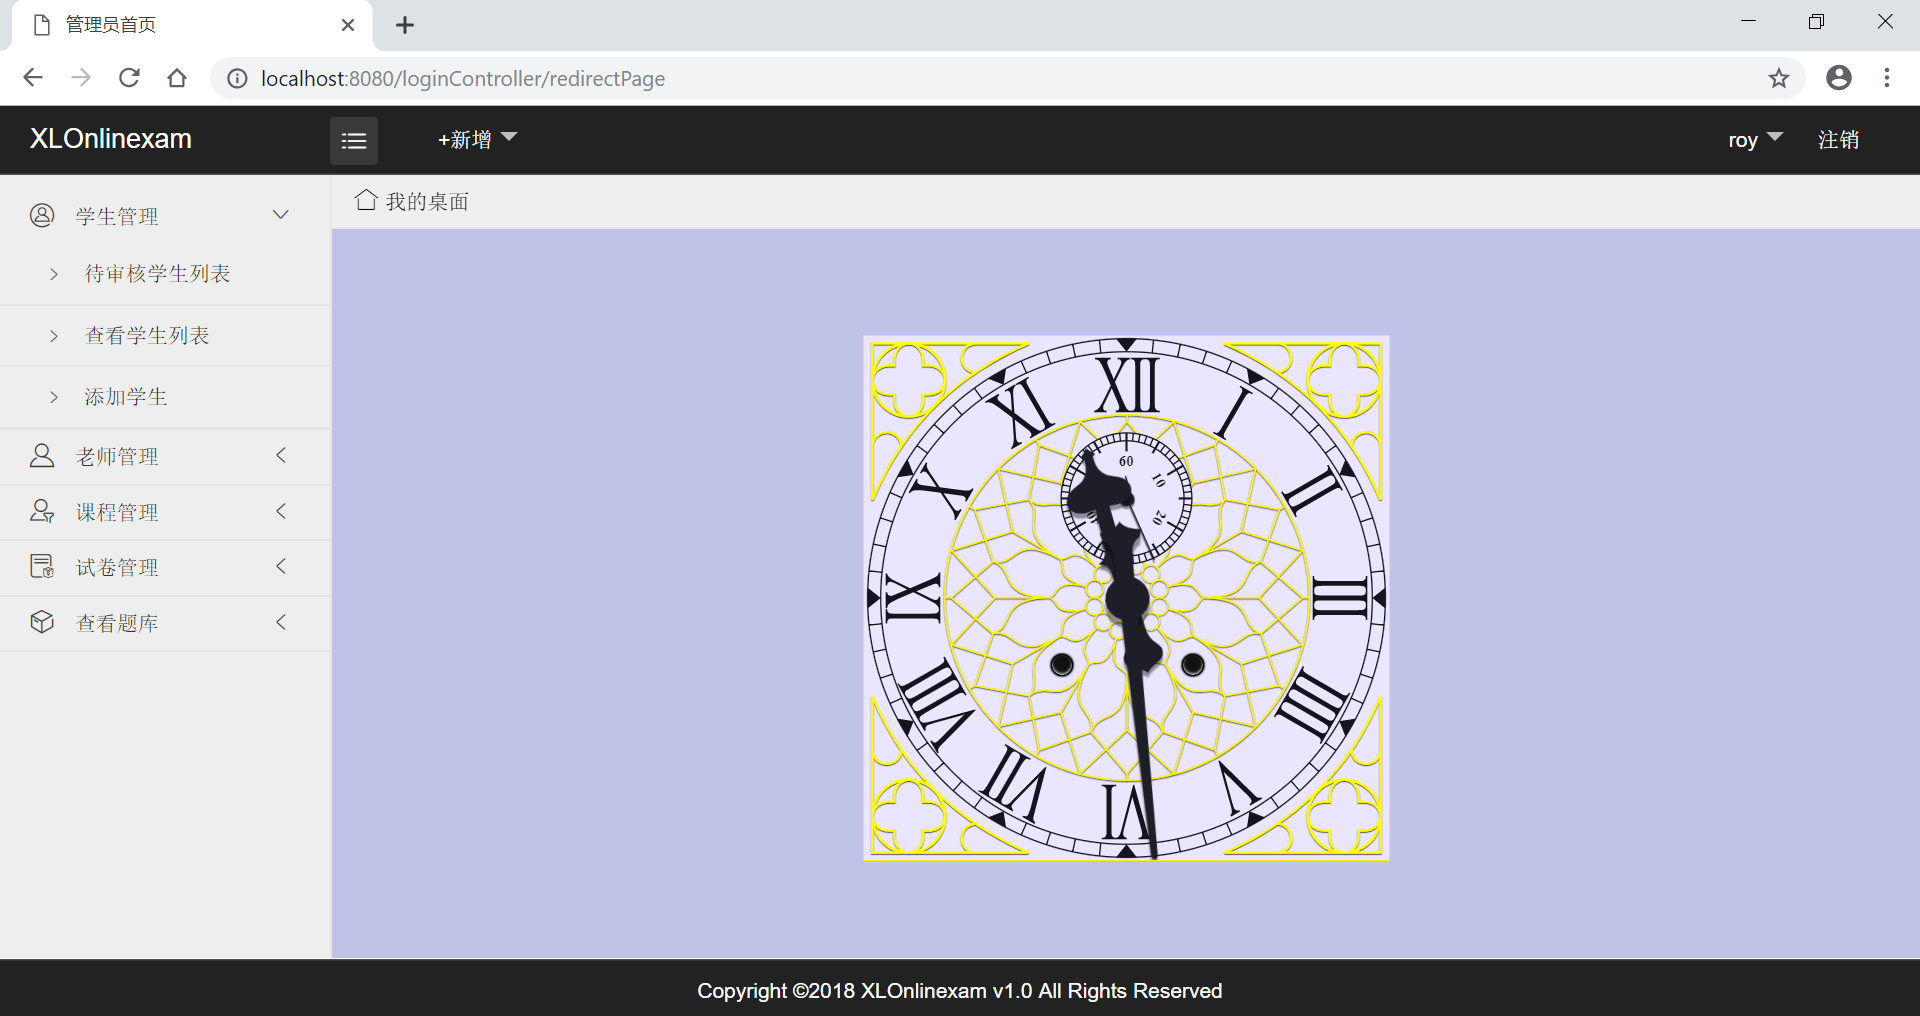 管理员首页
localhost:8080/loginController/redirectPage
XLOnlinexam
+新增
roy
注销
学生管理
我的桌面
待审核学生列表
查看学生列表
添加学生
老师管理
课程管理
试卷管理
查看题库
XII
I
II
III
IIII
V
VI
VII
VIII
IX
X
XI
60
10
20
Copyright ©2018 XLOnlinexam v1.0 All Rights Reserved